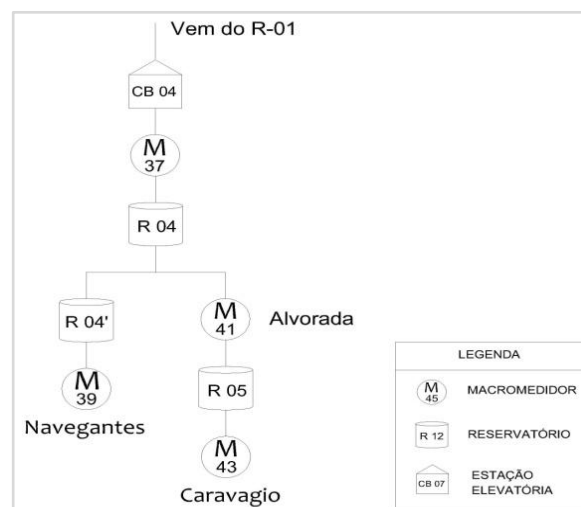 Vem do R-01
CB 04
M
37
R 04
R 04'
M
41
Alvorada
M
39
R 05
Navegantes
M
43
Caravagio
LEGENDA
M
45
MACROMEDIDOR
R 12
RESERVATÓRIO
CB 07
ESTAÇÃO
ELEVATÓRIA